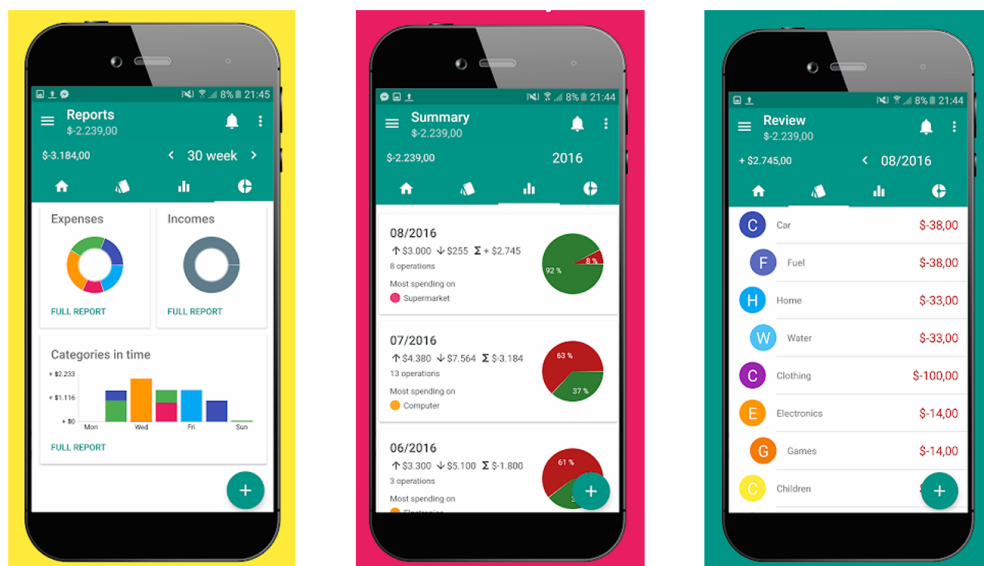 8% 21:45
Reports
$-2.239,00
$-3.184,00 < 30 week >
Expenses
Incomes
FULL REPORT
FULL REPORT
Categories in time
+ $2.233
+ $1.116
+ $0
Mon Wed Fri Sun
FULL REPORT
+
8% 21:44
Summary
$-2.239,00
$-2.239,00 2016
08/2016
↑ $3.000 ↓ $255 Σ + $2.745
8 operations
Most spending on
Supermarket
92 %
8 %
07/2016
↑ $4.380 ↓ $7.564 Σ $-3.184
13 operations
Most spending on
Computer
63 %
37 %
06/2016
↑ $3.300 ↓ $5.100 Σ $-1.800
3 operations
Most spending on
61 %
+
8% 21:44
Review
$-2.239,00
+ $2.745,00 < 08/2016
C Car $-38,00
F Fuel $-38,00
H Home $-33,00
W Water $-33,00
C Clothing $-100,00
E Electronics $-14,00
G Games $-14,00
C Children
+